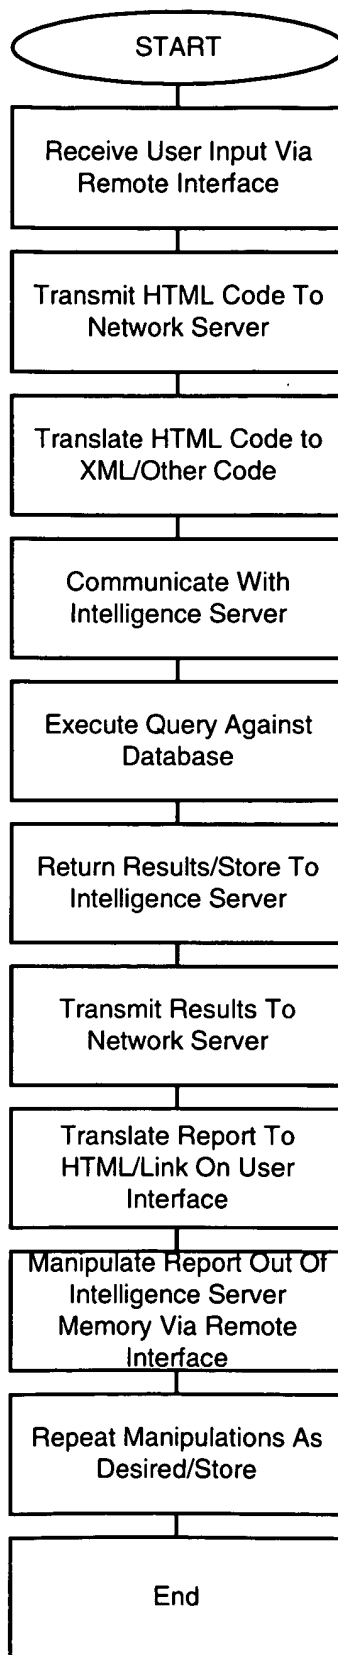 START
Receive User Input Via
Remote Interface
Transmit HTML Code To
Network Server
Translate HTML Code to
XML/Other Code
Communicate With
Intelligence Server
Execute Query Against
Database
Return Results/Store To
Intelligence Server
Transmit Results To
Network Server
Translate Report To
HTML/Link On User
Interface
Manipulate Report Out Of
Intelligence Server
Memory Via Remote
Interface
Repeat Manipulations As
Desired/Store
End